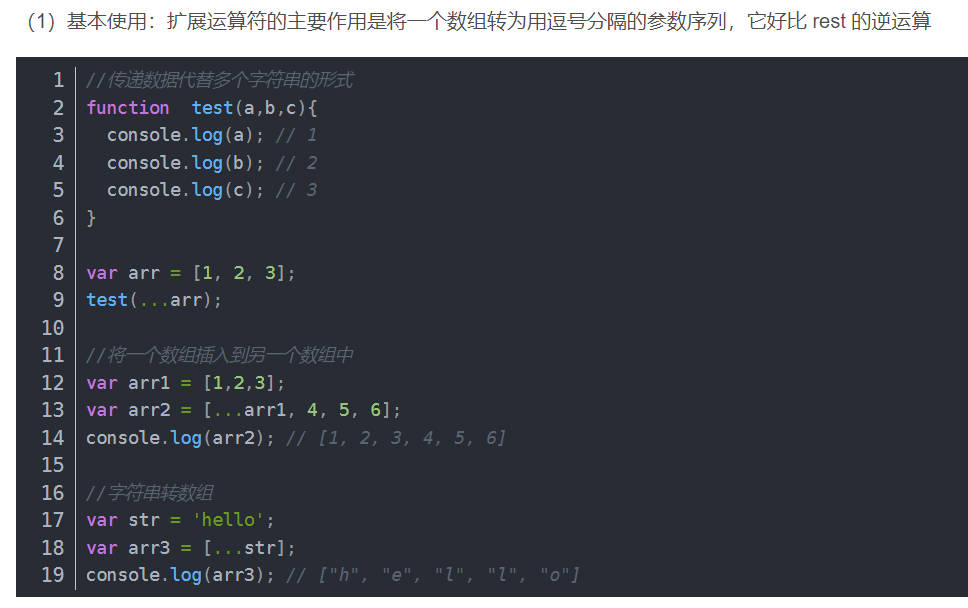 （1）基本使用：扩展运算符的主要作用是将一个数组转为用逗号分隔的参数序列，它好比 rest 的逆运算
1 //传递数据代替多个字符串的形式
2 function  test(a,b,c){
3   console.log(a); // 1
4   console.log(b); // 2
5   console.log(c); // 3
6 }
7
8 var arr = [1, 2, 3];
9 test(...arr);
10
11 //将一个数组插入到另一个数组中
12 var arr1 = [1,2,3];
13 var arr2 = [...arr1, 4, 5, 6];
14 console.log(arr2); // [1, 2, 3, 4, 5, 6]
15
16 //字符串转数组
17 var str = 'hello';
18 var arr3 = [...str];
19 console.log(arr3); // ["h", "e", "l", "l", "o"]